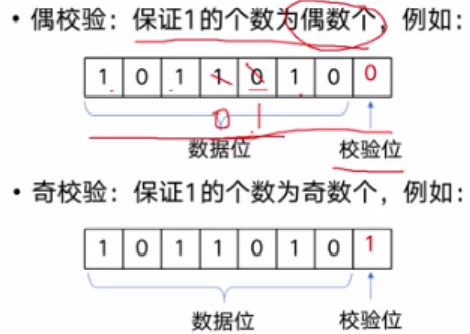 • 偶校验：保证1的个数为偶数个，例如：
1 0 1 1 0 1 0 0
0 1
数据位 校验位
• 奇校验：保证1的个数为奇数个，例如：
1 0 1 1 0 1 0 1
数据位 校验位